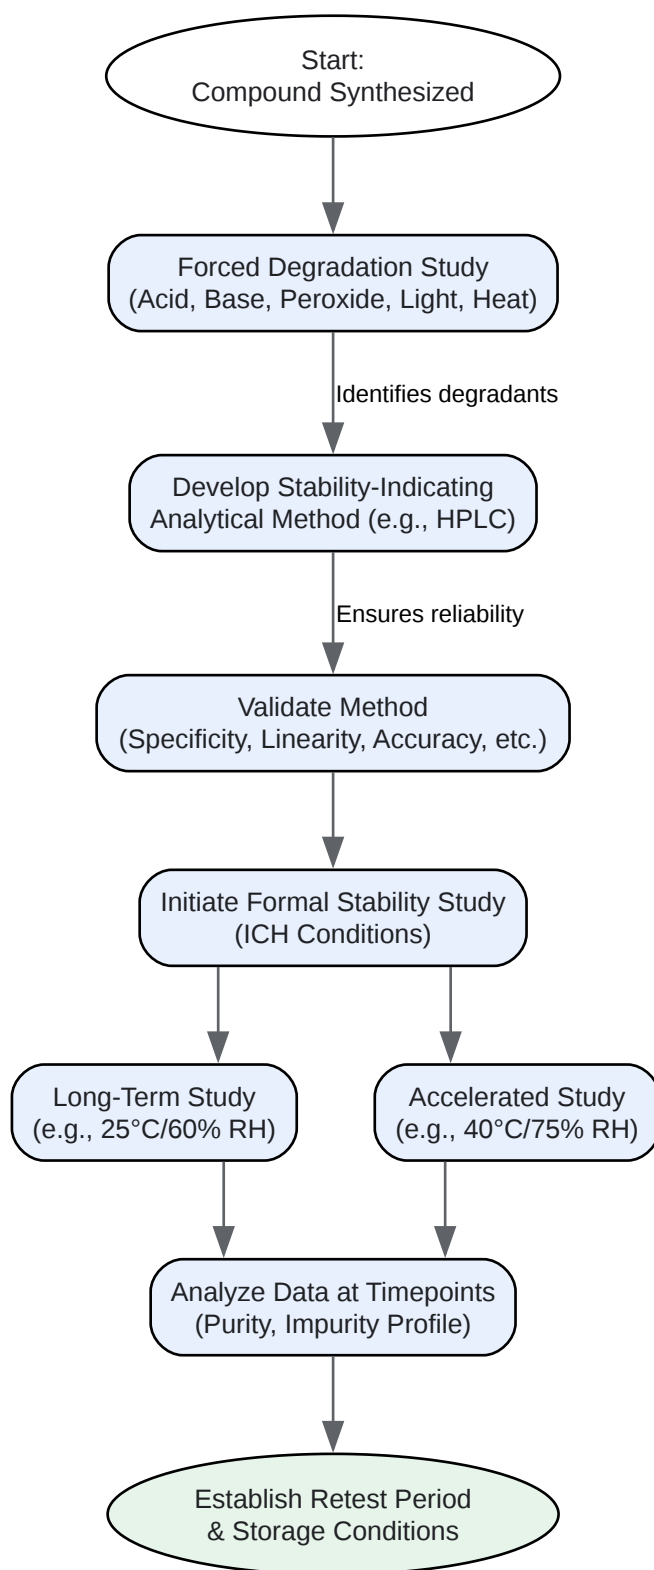 Start:
Compound Synthesized
Forced Degradation Study
(Acid, Base, Peroxide, Light, Heat)
Identifies degradants
Develop Stability-Indicating
Analytical Method (e.g., HPLC)
Ensures reliability
Validate Method
(Specificity, Linearity, Accuracy, etc.)
Initiate Formal Stability Study
(ICH Conditions)
Long-Term Study
(e.g., 25°C/60% RH)
Accelerated Study
(e.g., 40°C/75% RH)
Analyze Data at Timepoints
(Purity, Impurity Profile)
Establish Retest Period
& Storage Conditions